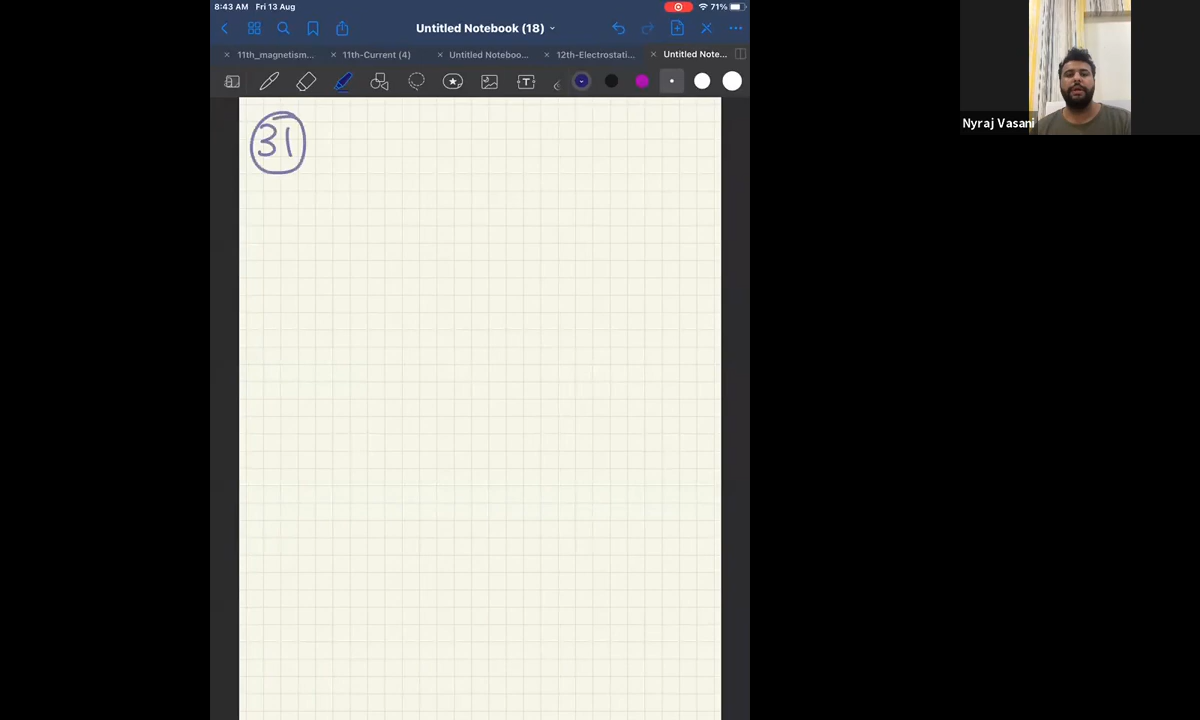 8:43 AM Fri 13 Aug 71%
Untitled Notebook (18)
11th_magnetism... 11th-Current (4) Untitled Noteboo... 12th-Electrostati... Untitled Note...
T
31
Nyraj Vasani